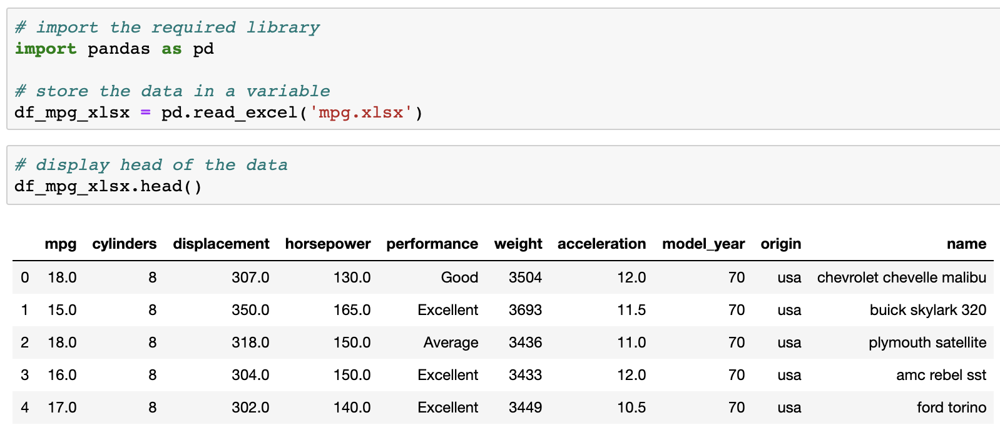 # import the required library
import pandas as pd
# store the data in a variable
df_mpg_xlsx = pd.read_excel('mpg.xlsx')
# display head of the data
df_mpg_xlsx.head()
mpg cylinders displacement horsepower performance weight acceleration model_year origin name
0 18.0 8 307.0 130.0 Good 3504 12.0 70 usa chevrolet chevelle malibu
1 15.0 8 350.0 165.0 Excellent 3693 11.5 70 usa buick skylark 320
2 18.0 8 318.0 150.0 Average 3436 11.0 70 usa plymouth satellite
3 16.0 8 304.0 150.0 Excellent 3433 12.0 70 usa amc rebel sst
4 17.0 8 302.0 140.0 Excellent 3449 10.5 70 usa ford torino